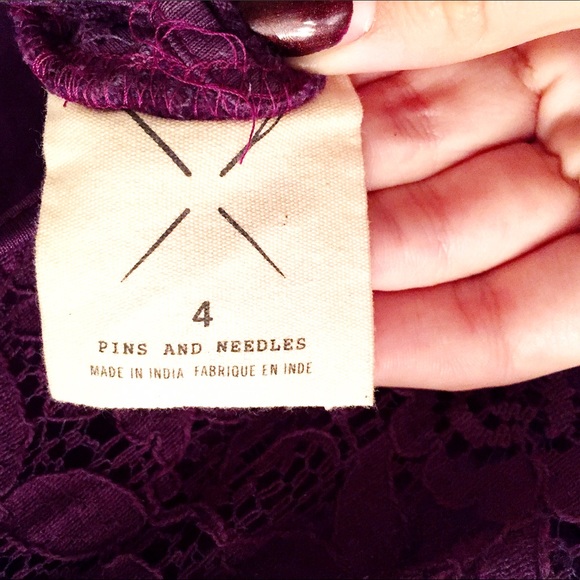 4
PINS AND NEEDLES
MADE IN INDIA FABRIQUE EN INDE